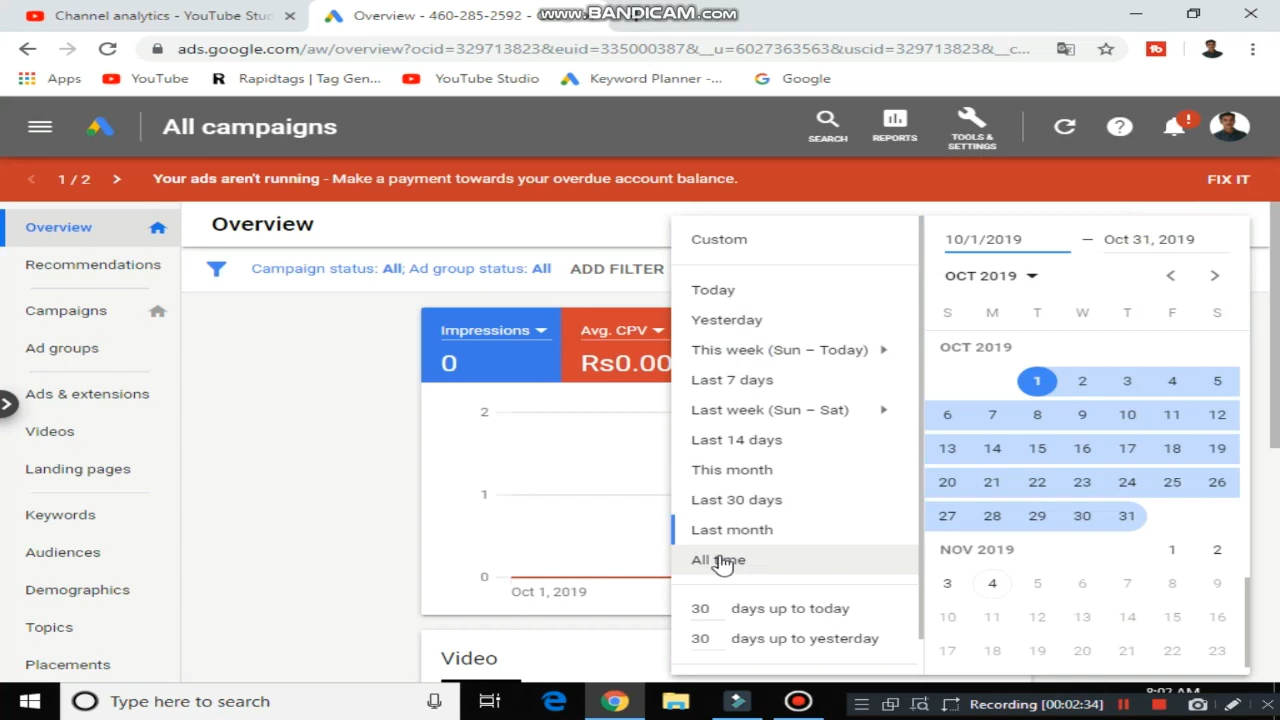 Channel analytics - YouTube Stu
Overview - 460-285-2592 -
www.BANDICAM.com
ads.google.com/aw/overview?ocid=329713823&euid=335000387&__u=6027363563&uscid=329713823&__c...
Apps
YouTube
Rapidtags | Tag Gen...
YouTube Studio
Keyword Planner -...
Google
All campaigns
SEARCH
REPORTS
TOOLS &
SETTINGS
1 / 2
Your ads aren't running - Make a payment towards your overdue account balance.
FIX IT
Overview
Recommendations
Campaigns
Ad groups
Ads & extensions
Videos
Landing pages
Keywords
Audiences
Demographics
Topics
Placements
Overview
Campaign status: All; Ad group status: All
ADD FILTER
Impressions
0
Avg. CPV
Rs0.00
2
1
0
Oct 1, 2019
Video
Custom
Today
Yesterday
This week (Sun – Today)
Last 7 days
Last week (Sun – Sat)
Last 14 days
This month
Last 30 days
Last month
All time
30 days up to today
30 days up to yesterday
10/1/2019 – Oct 31, 2019
OCT 2019
S M T W T F S
OCT 2019
1 2 3 4 5
6 7 8 9 10 11 12
13 14 15 16 17 18 19
20 21 22 23 24 25 26
27 28 29 30 31
NOV 2019 1 2
3 4 5 6 7 8 9
10 11 12 13 14 15 16
17 18 19 20 21 22 23
Type here to search
Recording [00:02:34]